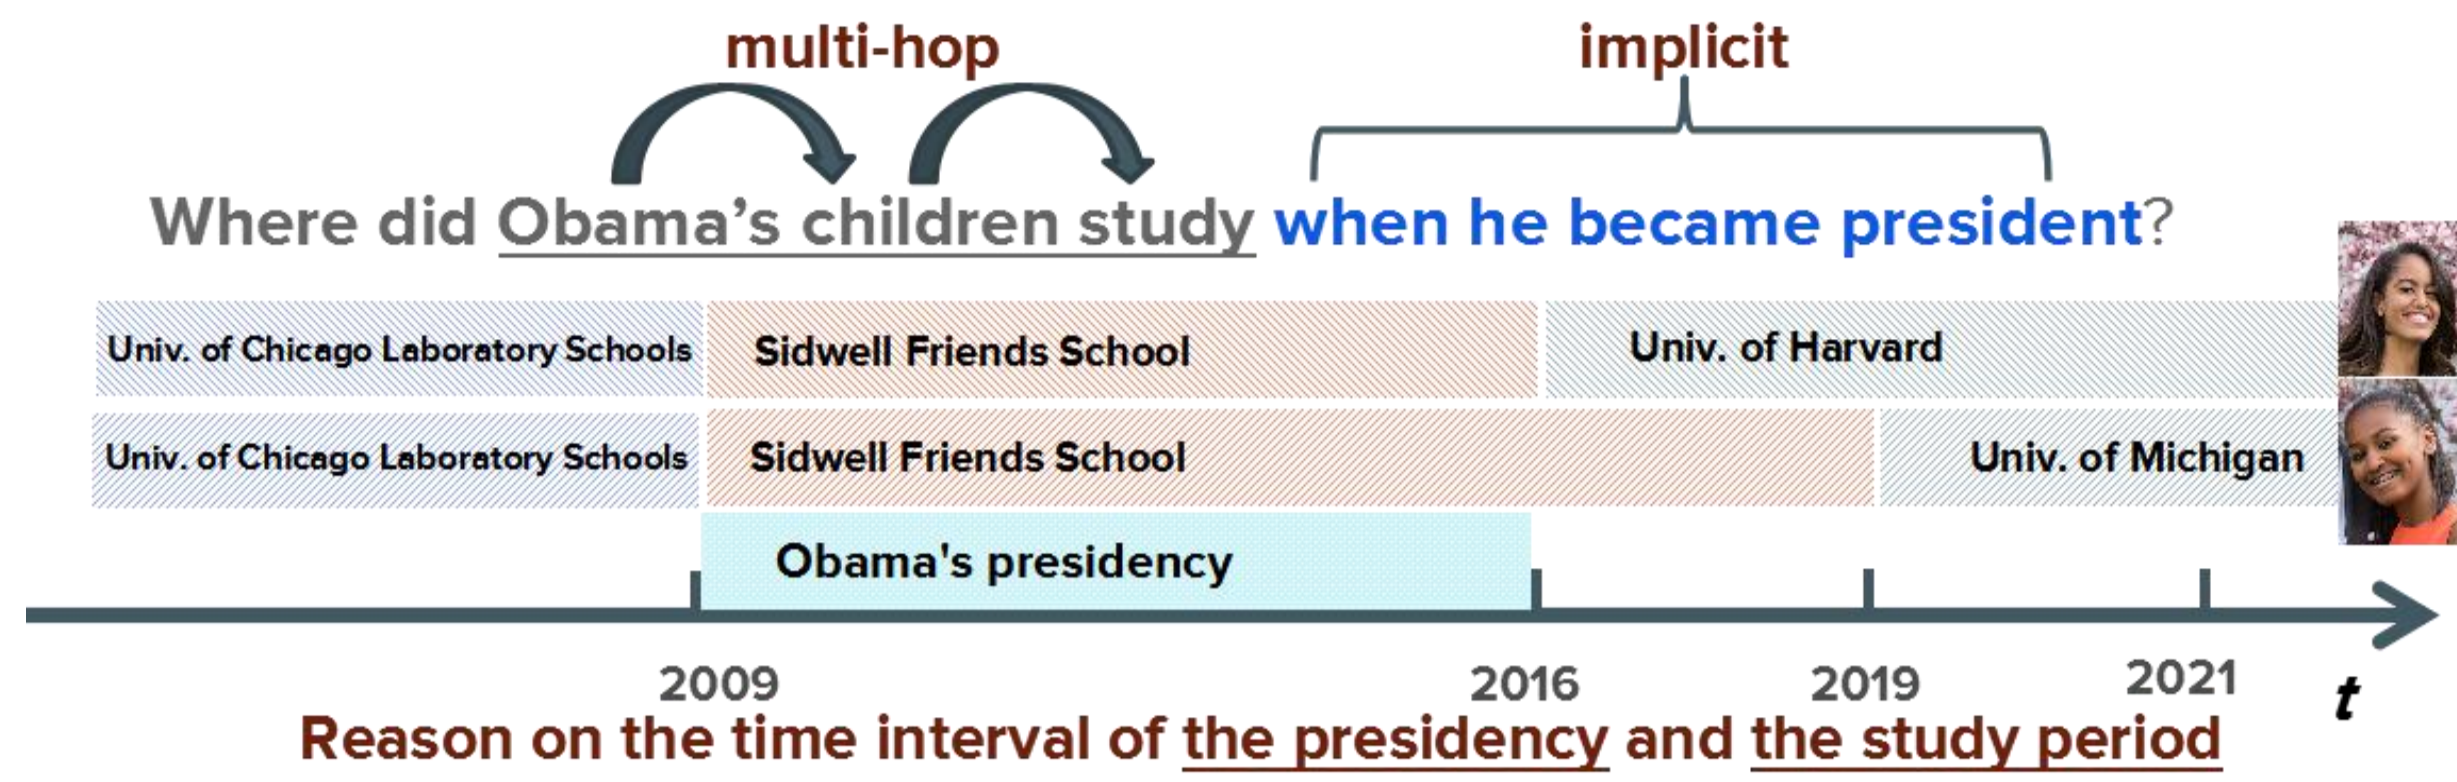 multi-hop implicit
Where did Obama’s children study when he became president?
Univ. of Chicago Laboratory Schools Sidwell Friends School Univ. of Harvard
Univ. of Chicago Laboratory Schools Sidwell Friends School Univ. of Michigan
Obama's presidency
2009 2016 2019 2021 t
Reason on the time interval of the presidency and the study period